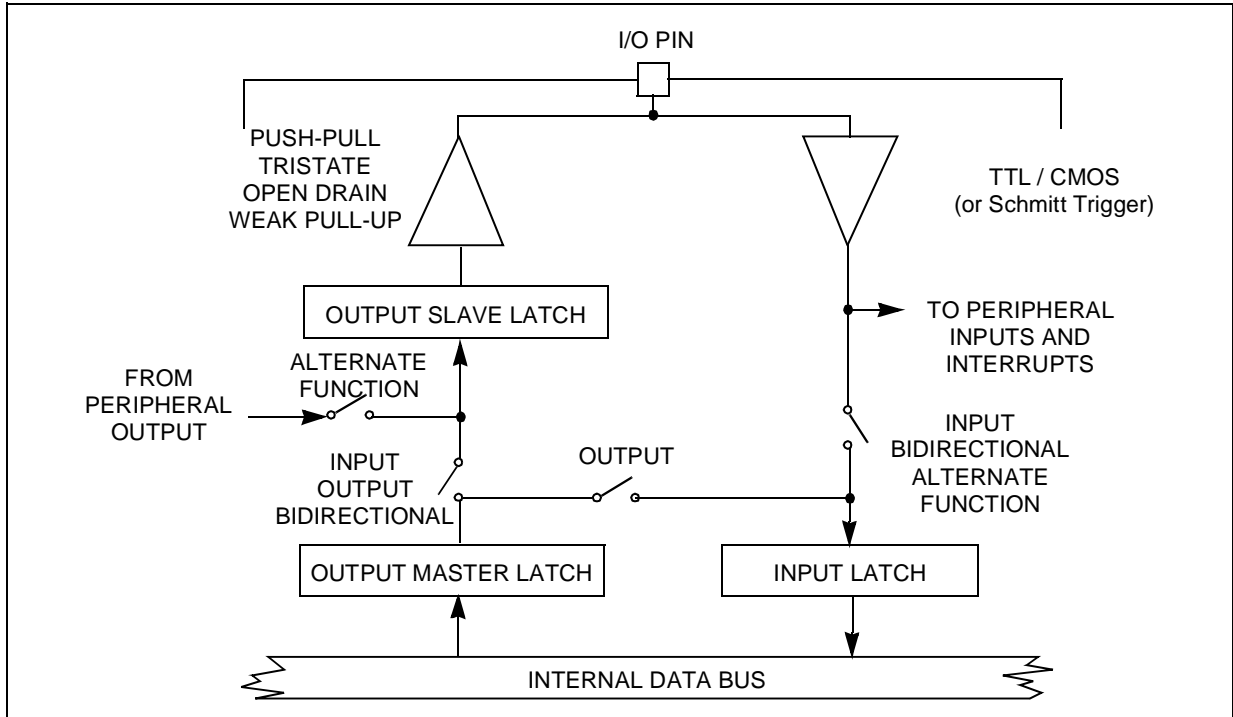 I/O PIN
PUSH-PULL
TRISTATE
OPEN DRAIN
WEAK PULL-UP
TTL / CMOS
(or Schmitt Trigger)
OUTPUT SLAVE LATCH
TO PERIPHERAL
INPUTS AND
INTERRUPTS
ALTERNATE
FUNCTION
FROM
PERIPHERAL
OUTPUT
INPUT
OUTPUT
BIDIRECTIONAL
OUTPUT
INPUT
BIDIRECTIONAL
ALTERNATE
FUNCTION
OUTPUT MASTER LATCH
INPUT LATCH
INTERNAL DATA BUS